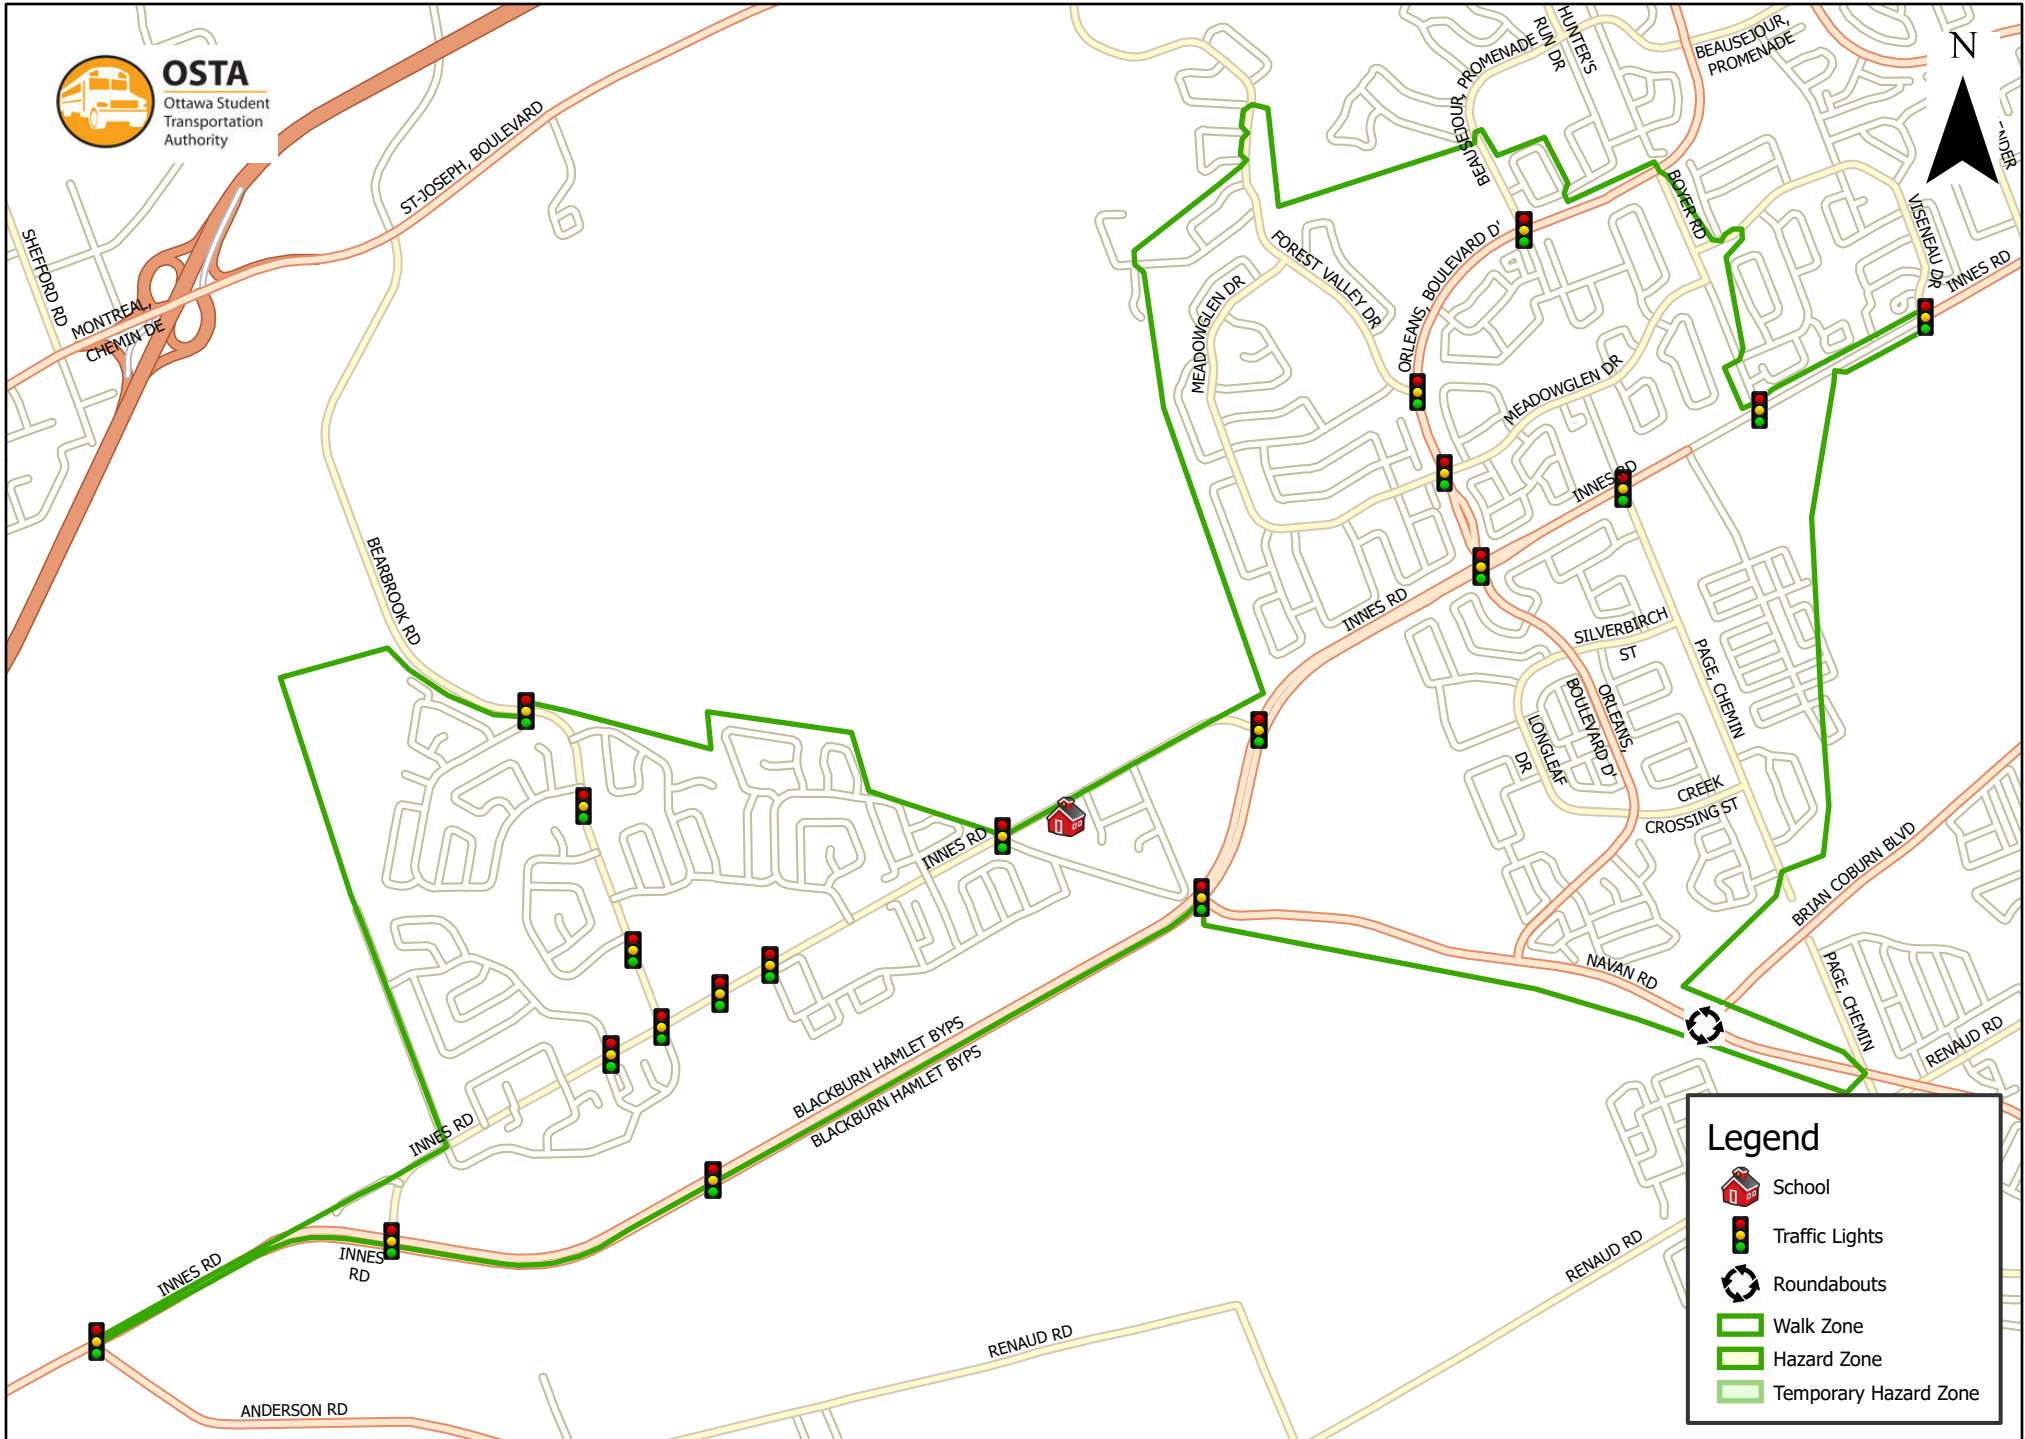 OSTA
Ottawa Student
Transportation
Authority
ST-JOSEPH, BOULEVARD
SHEFFORD RD
MONTREAL,
CHEMIN DE
BEARBROOK RD
BEAUSEJOUR, PROMENADE
HUNTER'S
RUN DR
BEAUSEJOUR,
PROMENADE
N
BEAUSEJOUR,
BOYER RD
VISENEAU DR
INNES RD
FOREST VALLEY DR
ORLEANS, BOULEVARD D'
MEADOWGLEN DR
MEADOWGLEN DR
INNES RD
INNES RD
SILVERBIRCH
ST
PAGE, CHEMIN
ORLEANS,
BOULEVARD D'
LONGLEAF
DR
CREEK
CROSSING ST
BRIAN COBURN BLVD
INNES RD
NAVAN RD
PAGE, CHEMIN
RENAUD RD
BLACKBURN HAMLET BYPS
BLACKBURN HAMLET BYPS
INNES RD
INNES RD
INNES
RD
RENAUD RD
RENAUD RD
ANDERSON RD
Legend
School
Traffic Lights
Roundabouts
Walk Zone
Hazard Zone
Temporary Hazard Zone